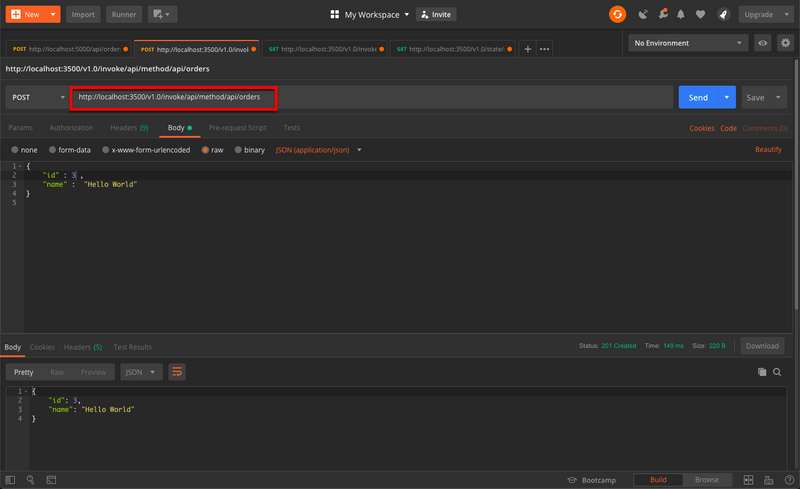 New Import Runner My Workspace Invite Upgrade
POST http://localhost:5000/api/order POST http://localhost:3500/v1.0/invol GET http://localhost:3500/v1.0/invok GET http://localhost:3500/v1.0/state/ No Environment
http://localhost:3500/v1.0/invoke/api/method/api/orders
POST http://localhost:3500/v1.0/invoke/api/method/api/orders Send Save
Params Authorization Headers (9) Body Pre-request Script Tests Cookies Code Comments (0)
none form-data x-www-form-urlencoded raw binary JSON (application/json) Beautify
1 {
2 "id" : 3 ,
3 "name" : "Hello World"
4 }
5
Body Cookies Headers (5) Test Results Status: 201 Created Time: 149 ms Size: 220 B Download
Pretty Raw Preview JSON
1 {
2 "id": 3,
3 "name": "Hello World"
4 }
Bootcamp Build Browse